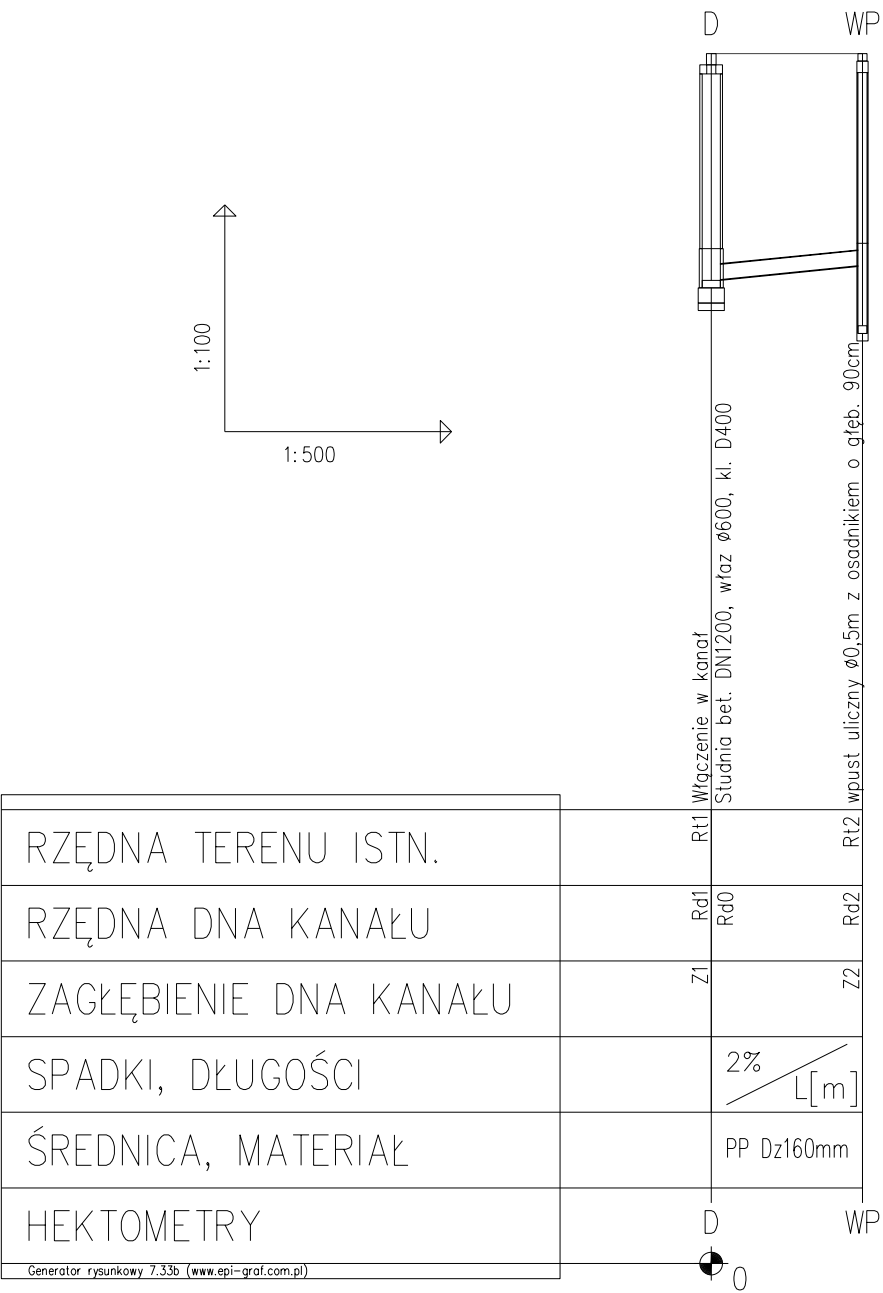 D WP
1:100
1:500
Włączenie w kanał
Studnia bet. DN1200, właz ø600, kl. D400
wpust uliczny ø0,5m z osadnikiem o głęb. 90cm
RZĘDNA TERENU ISTN. Rt1 Rt2
RZĘDNA DNA KANAŁU Rd1 Rd0 Rd2
ZAGŁĘBIENIE DNA KANAŁU Z1 Z2
SPADKI, DŁUGOŚCI 2% L[m]
ŚREDNICA, MATERIAŁ PP Dz160mm
HEKTOMETRY D WP
Generator rysunkowy 7.33b (www.epi-graf.com.pl) 0